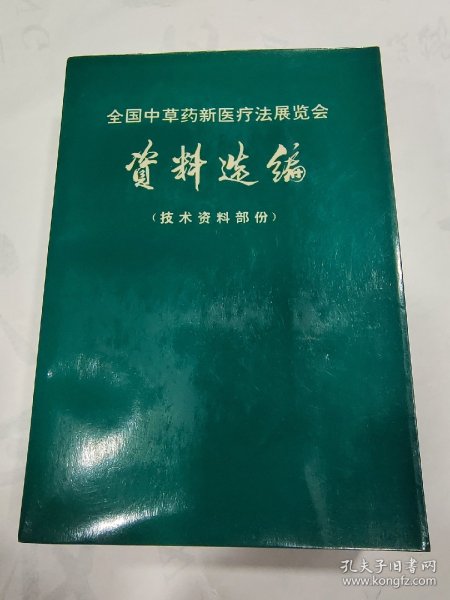 全国中草药新医疗法展览会
資料选编
（技术资料部份）
孔夫子旧书网
www.kongfz.com